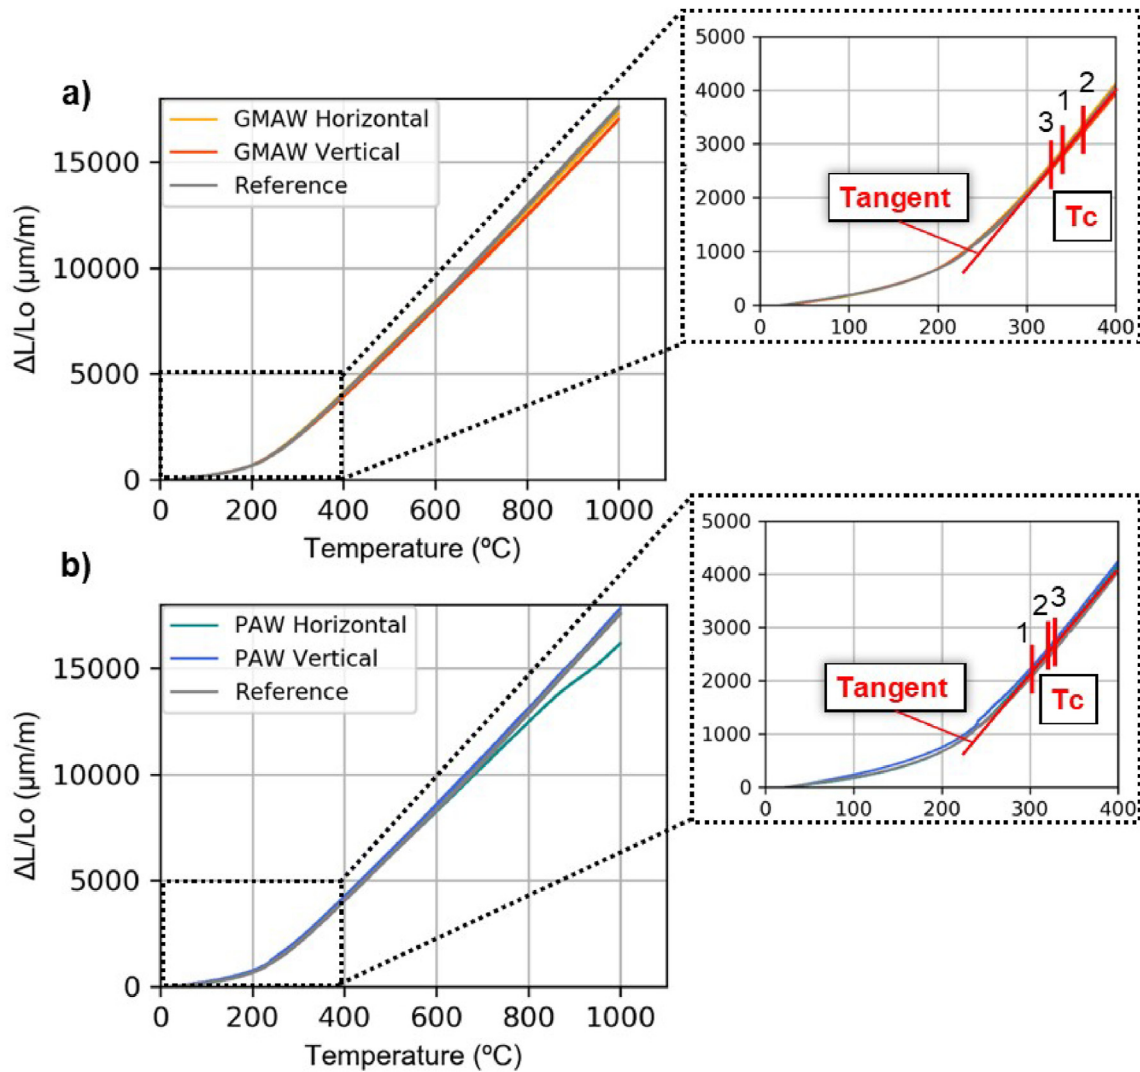 a)
GMAW Horizontal
GMAW Vertical
Reference
15000
10000
5000
0
0 200 400 600 800 1000
ΔL/Lo (µm/m)
Temperature (ºC)
5000
4000
3000
2000
1000
0
0 100 200 300 400
3 1 2
Tangent
Tc
b)
PAW Horizontal
PAW Vertical
Reference
15000
10000
5000
0
0 200 400 600 800 1000
ΔL/Lo (µm/m)
Temperature (ºC)
5000
4000
3000
2000
1000
0
0 100 200 300 400
1 2 3
Tangent
Tc